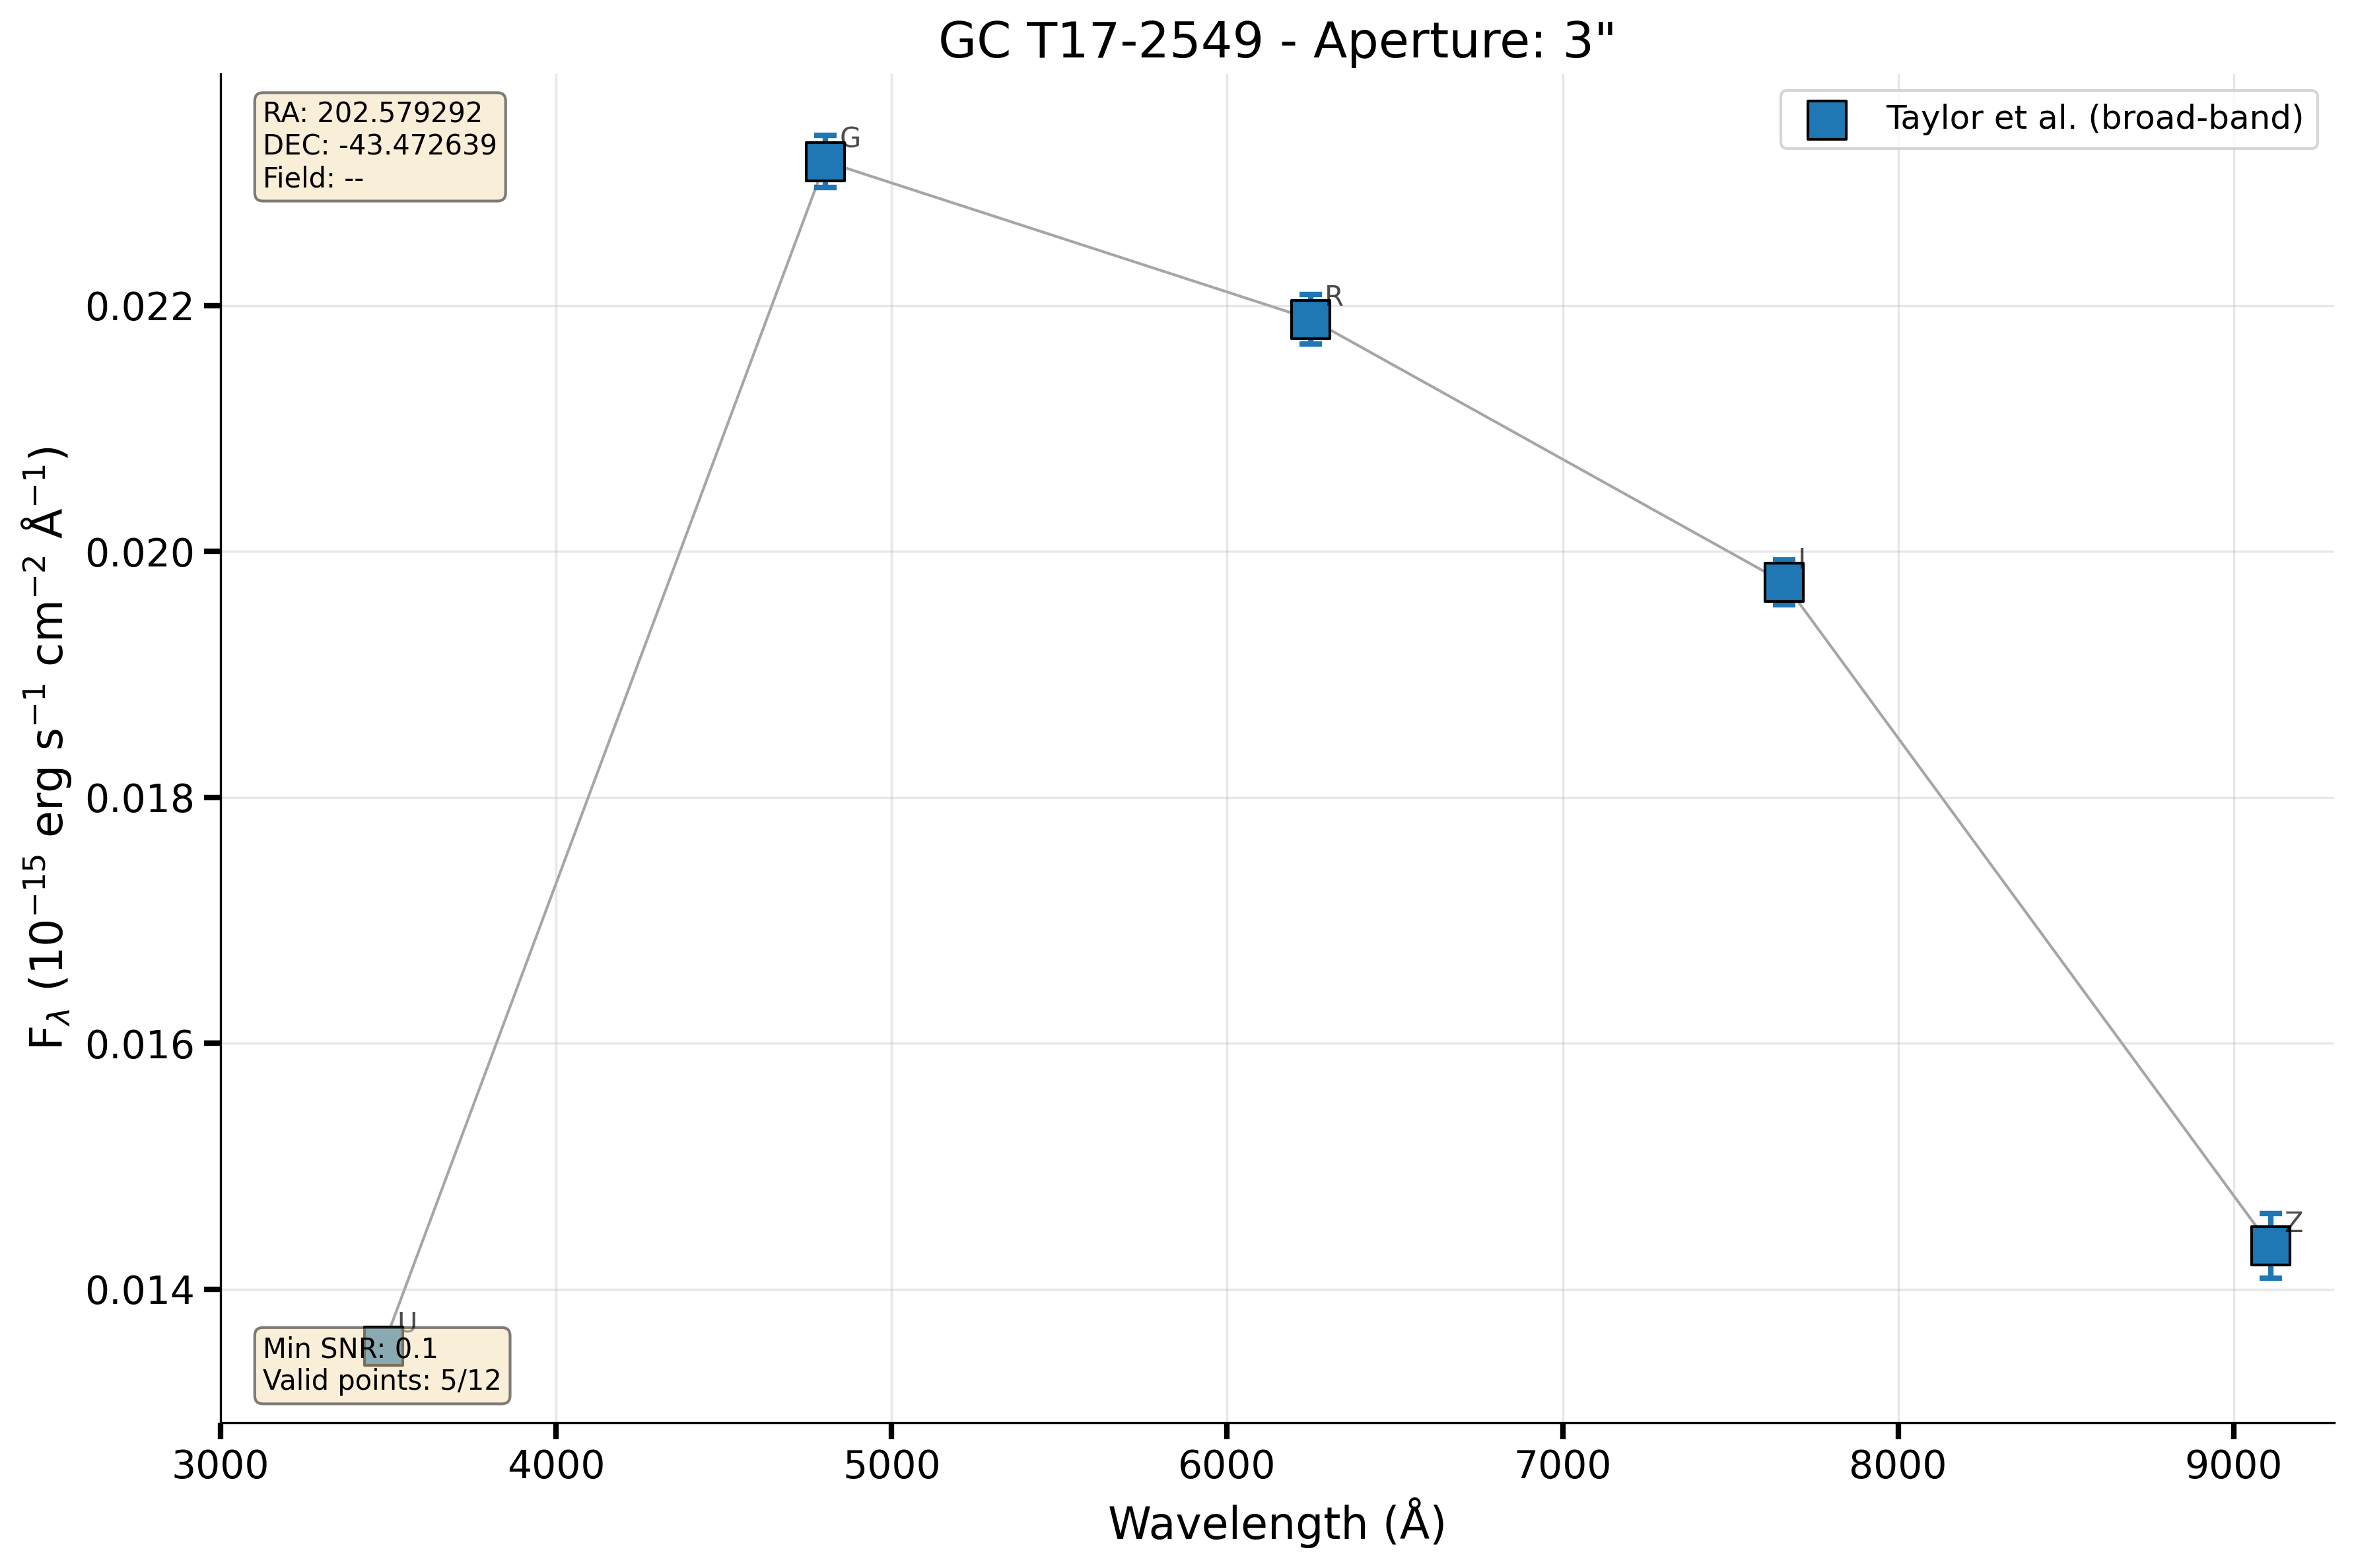 GC T17-2549 - Aperture: 3"
RA: 202.579292
DEC: -43.472639
Field: --
Taylor et al. (broad-band)
G
R
I
Z
U
0.022
0.020
0.018
0.016
0.014
F_λ (10⁻¹⁵ erg s⁻¹ cm⁻² Å⁻¹)
Min SNR: 0.1
Valid points: 5/12
3000 4000 5000 6000 7000 8000 9000
Wavelength (Å)